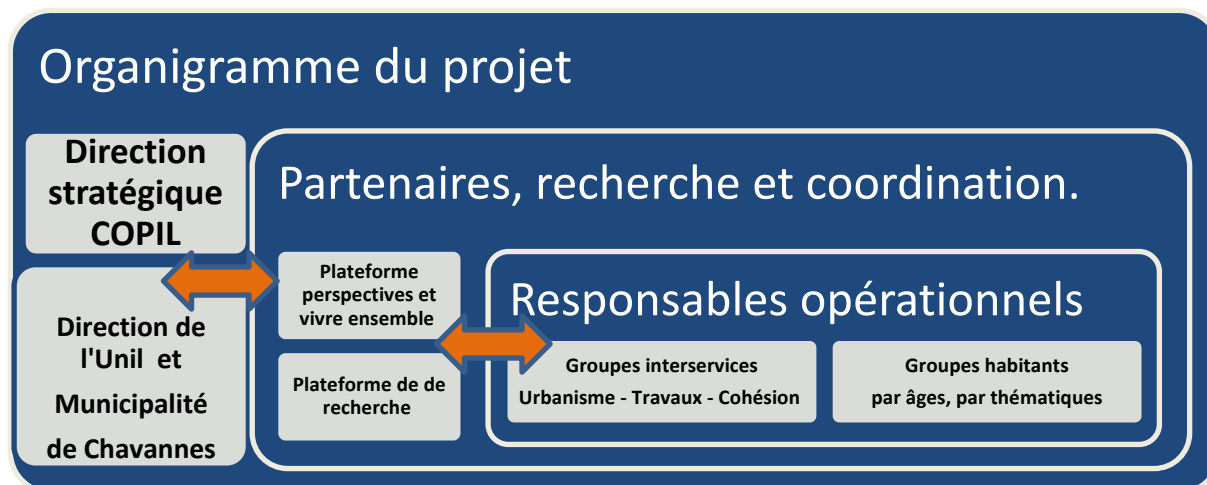 Organigramme du projet
Direction
stratégique
COPIL
Direction de
l'Unil et
Municipalité
de Chavannes
Partenaires, recherche et coordination.
Plateforme
perspectives et
vivre ensemble
Plateforme de de
recherche
Responsables opérationnels
Groupes interservices
Urbanisme - Travaux - Cohésion
Groupes habitants
par âges, par thématiques